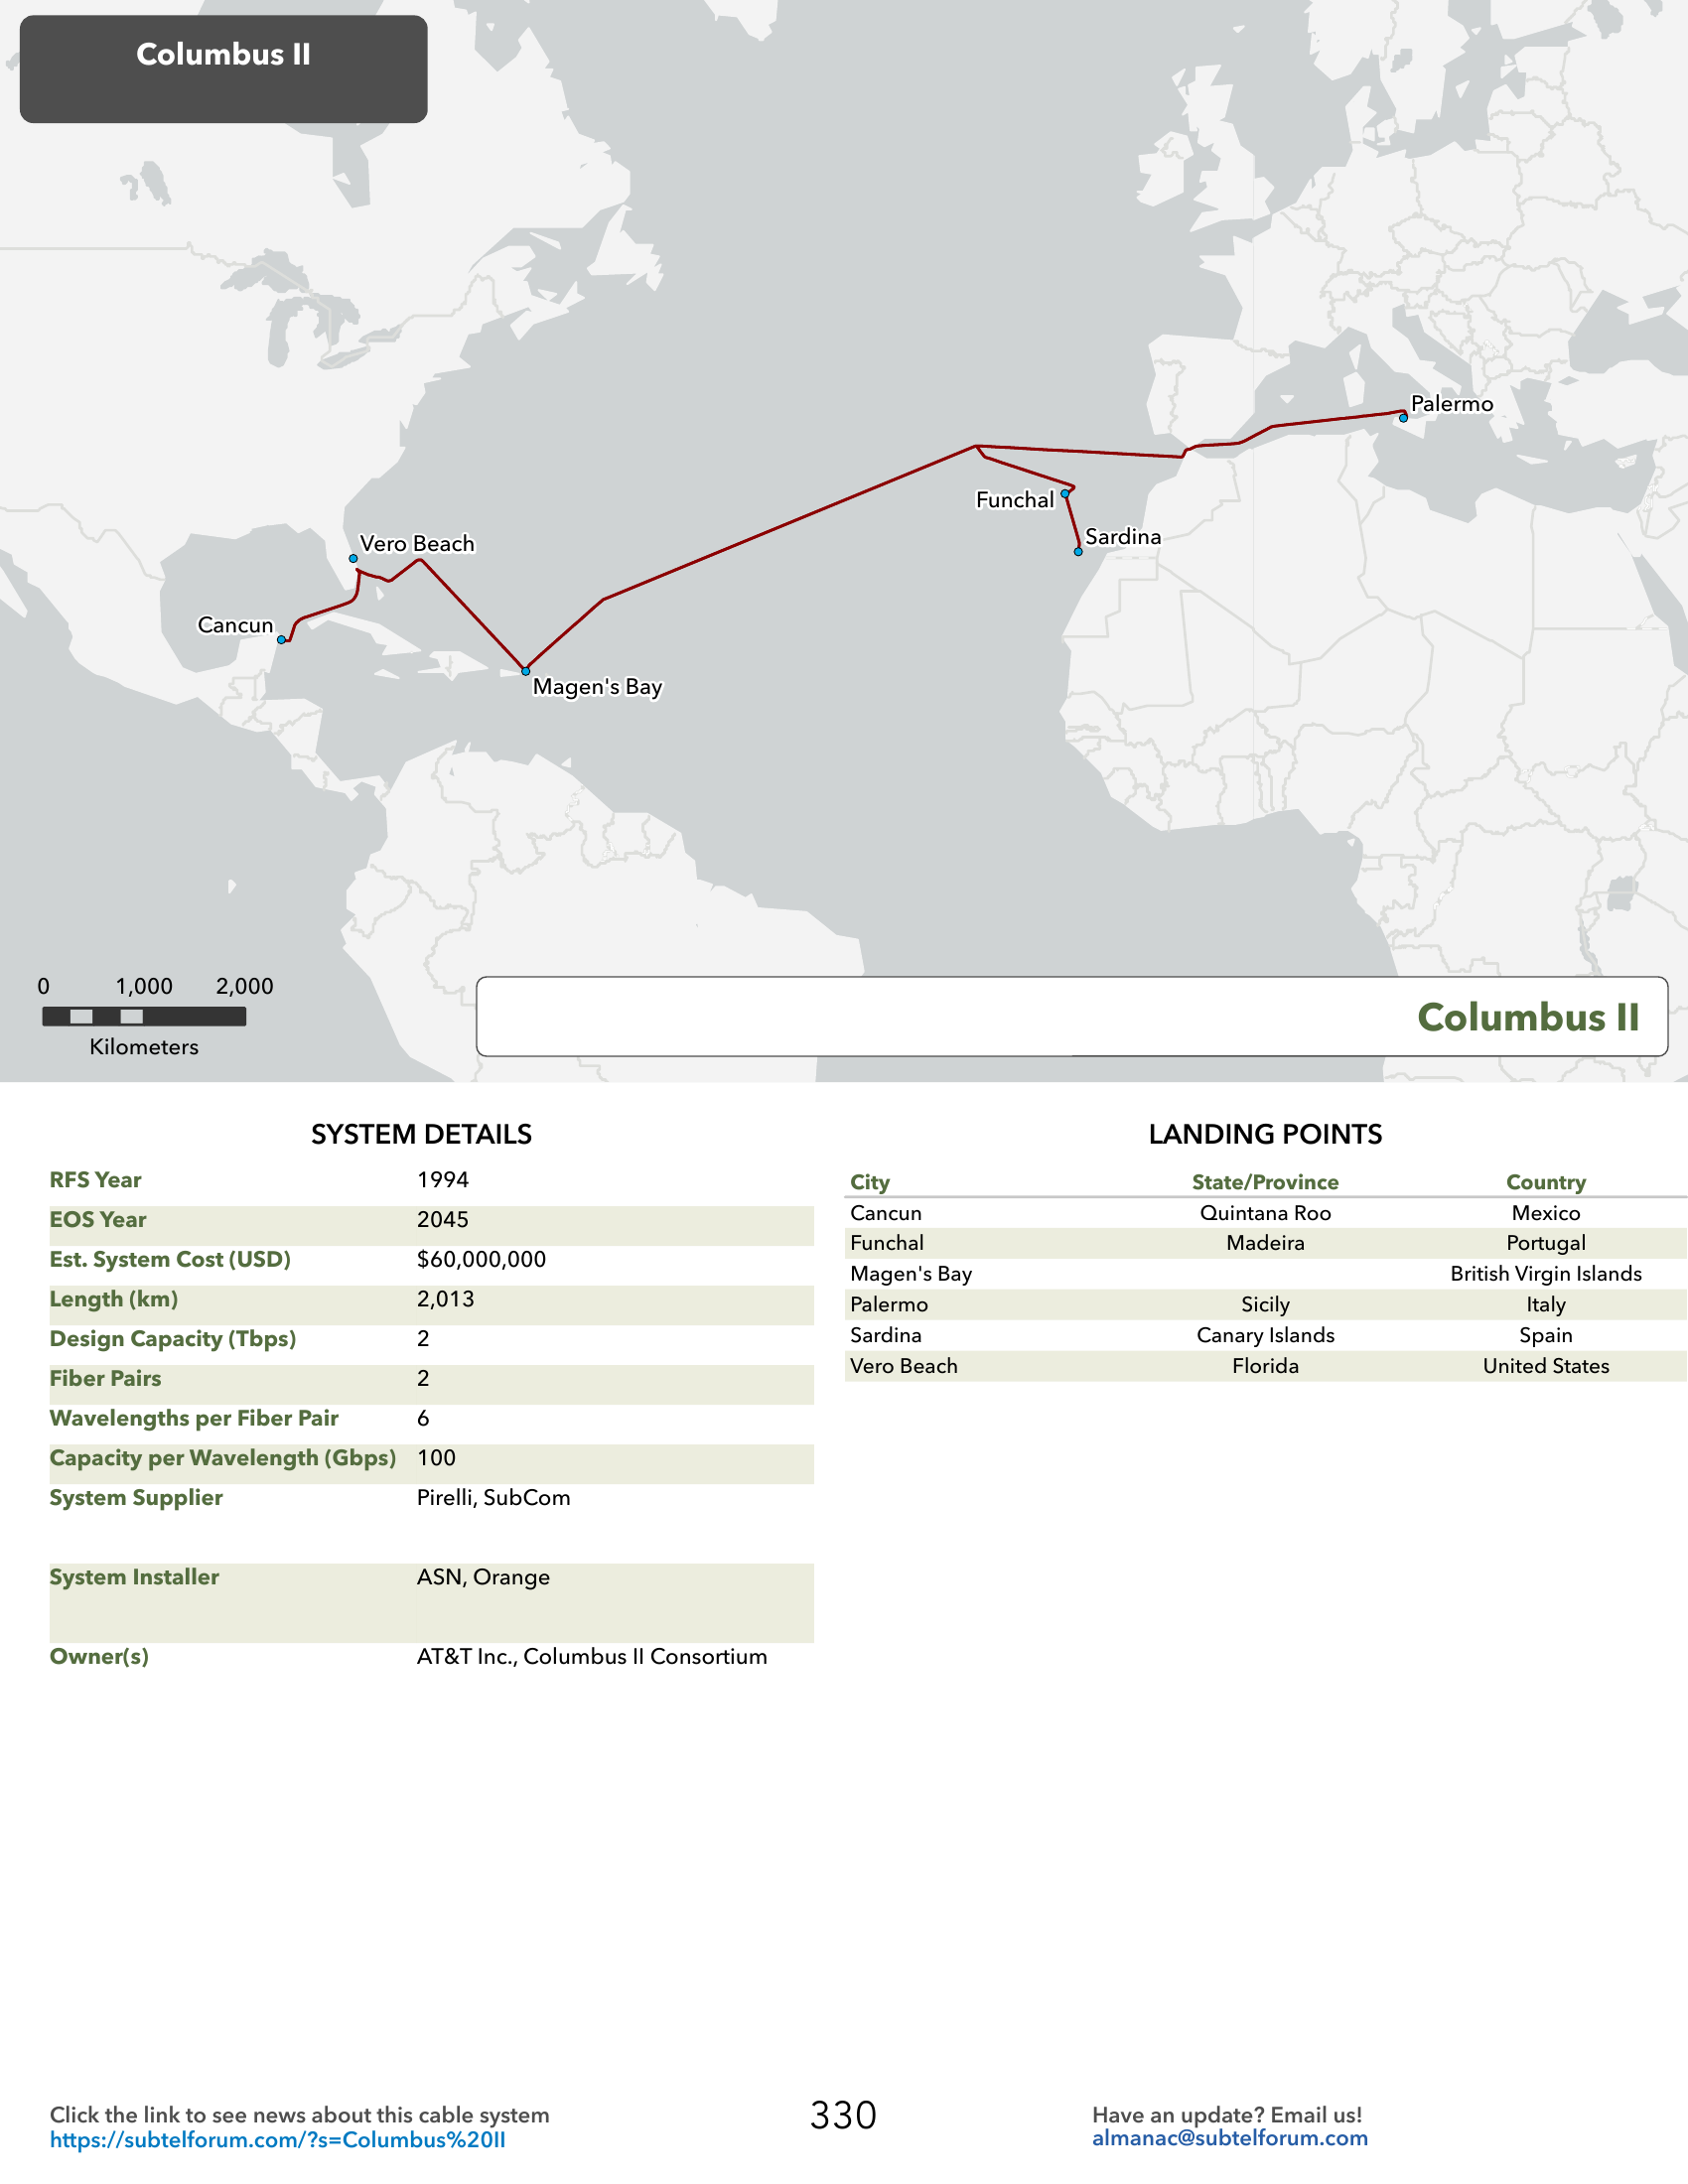 Columbus II
Palermo
Funchal
Sardina
Vero Beach
Cancun
Magen's Bay
0 1,000 2,000
Kilometers
Columbus II
SYSTEM DETAILS
RFS Year 1994
EOS Year 2045
Est. System Cost (USD) $60,000,000
Length (km) 2,013
Design Capacity (Tbps) 2
Fiber Pairs 2
Wavelengths per Fiber Pair 6
Capacity per Wavelength (Gbps) 100
System Supplier Pirelli, SubCom
System Installer ASN, Orange
Owner(s) AT&T Inc., Columbus II Consortium
LANDING POINTS
City State/Province Country
Cancun Quintana Roo Mexico
Funchal Madeira Portugal
Magen's Bay British Virgin Islands
Palermo Sicily Italy
Sardina Canary Islands Spain
Vero Beach Florida United States
Click the link to see news about this cable system
https://subtelforum.com/?s=Columbus%20II
330
Have an update? Email us!
almanac@subtelforum.com